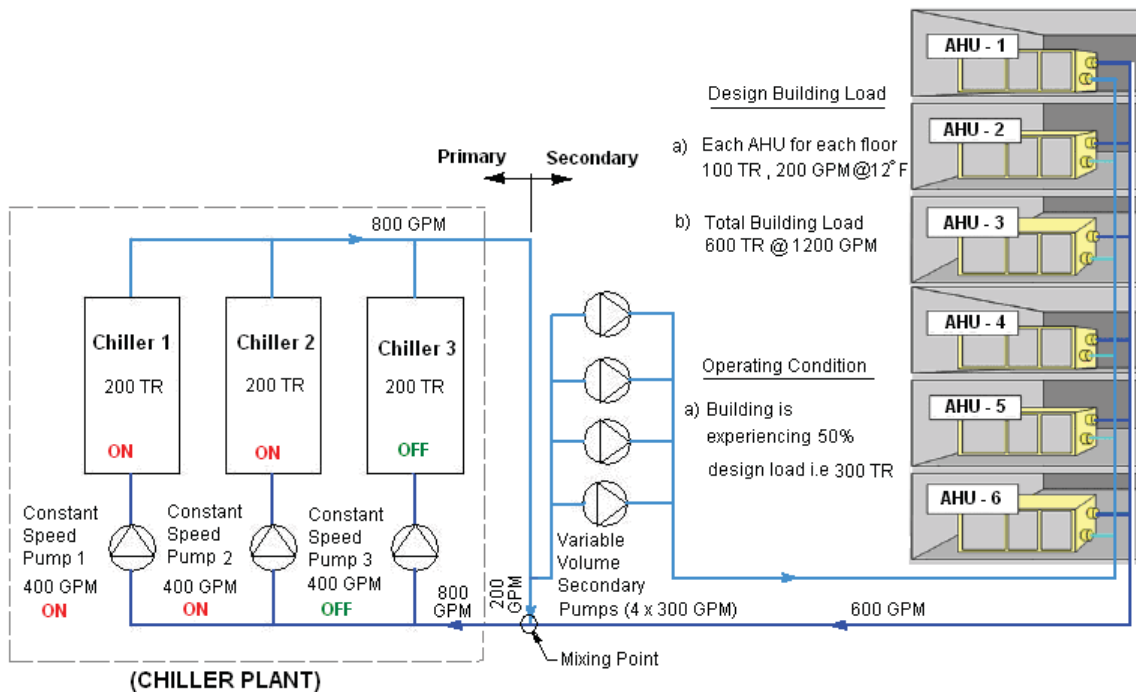 AHU - 1
Design Building Load
AHU - 2
a) Each AHU for each floor
100 TR , 200 GPM @12°F
Primary
Secondary
b) Total Building Load
600 TR @ 1200 GPM
AHU - 3
800 GPM
Chiller 1
200 TR
ON
Chiller 2
200 TR
ON
Chiller 3
200 TR
OFF
AHU - 4
Operating Condition
a) Building is
experiencing 50%
design load i.e 300 TR
AHU - 5
AHU - 6
Constant
Speed
Pump 1
400 GPM
ON
Constant
Speed
Pump 2
400 GPM
ON
Constant
Speed
Pump 3
400 GPM
OFF
Variable
Volume
Secondary
Pumps (4 x 300 GPM)
800
GPM
200
GPM
600 GPM
Mixing Point
(CHILLER PLANT)